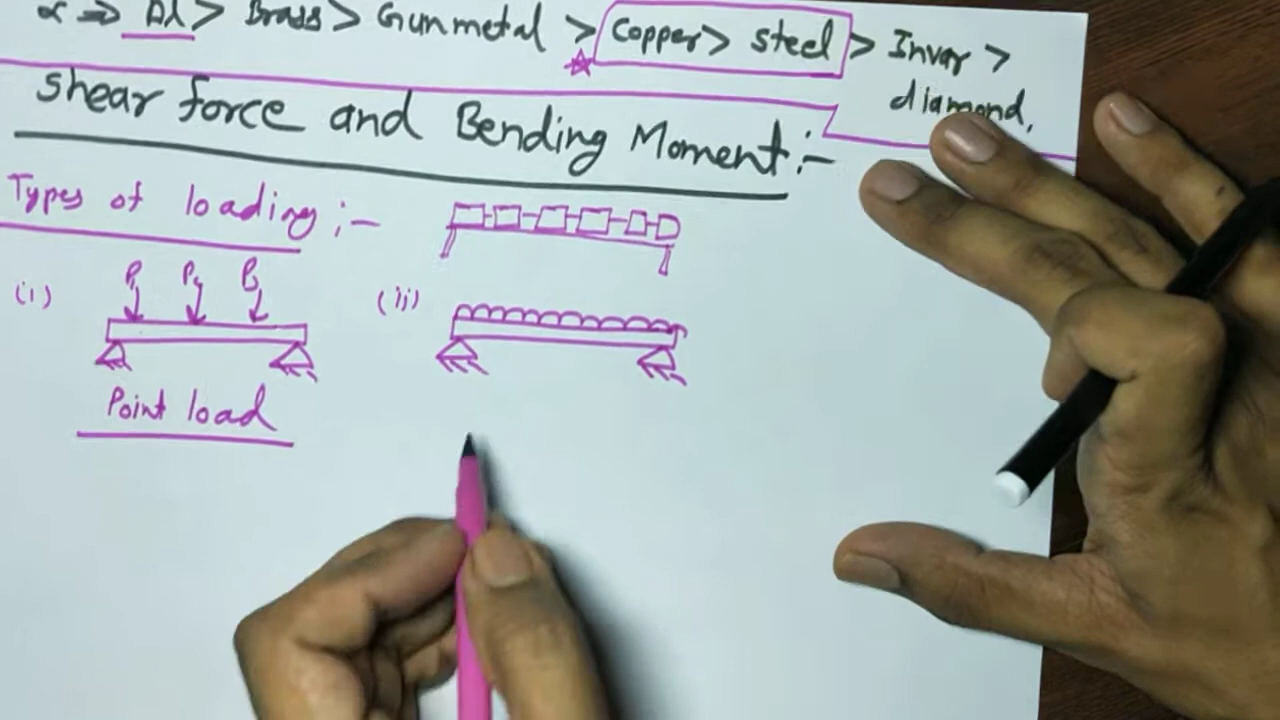 α ⇒ Al > Brass > Gunmetal > Copper > steel > Invar >
diamond.
Shear force and Bending Moment :-
Types of loading :-
(i) P₁ P₂ P₃
(ii)
Point load